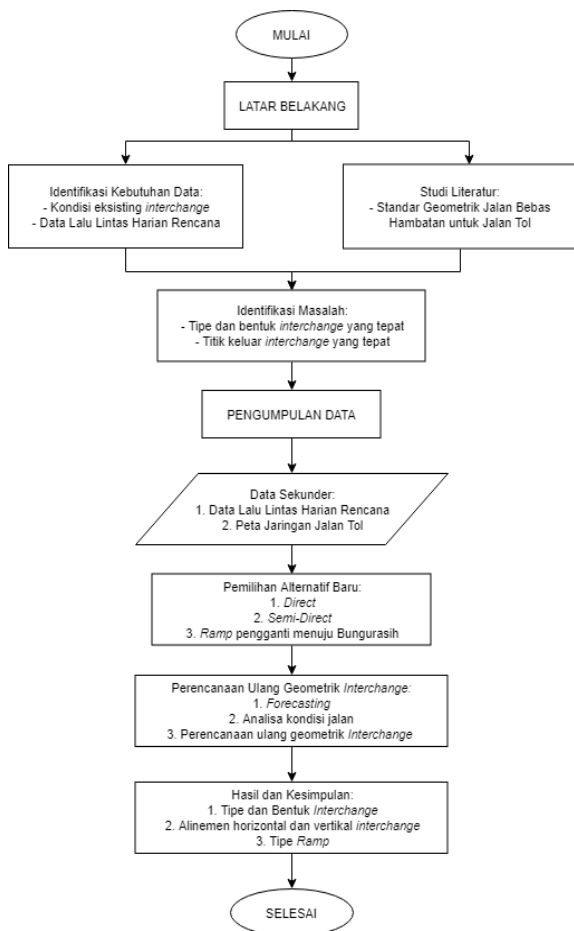 MULAI
LATAR BELAKANG
Identifikasi Kebutuhan Data:
- Kondisi eksisting interchange
- Data Lalu Lintas Harian Rencana
Studi Literatur:
- Standar Geometrik Jalan Bebas
Hambatan untuk Jalan Tol
Identifikasi Masalah:
- Tipe dan bentuk interchange yang tepat
- Titik keluar interchange yang tepat
PENGUMPULAN DATA
Data Sekunder:
1. Data Lalu Lintas Harian Rencana
2. Peta Jaringan Jalan Tol
Pemilihan Alternatif Baru:
1. Direct
2. Semi-Direct
3. Ramp pengganti menuju Bungurasih
Perencanaan Ulang Geometrik Interchange:
1. Forecasting
2. Analisa kondisi jalan
3. Perencanaan ulang geometrik Interchange
Hasil dan Kesimpulan:
1. Tipe dan Bentuk Interchange
2. Alinemen horizontal dan vertikal interchange
3. Tipe Ramp
SELESAI